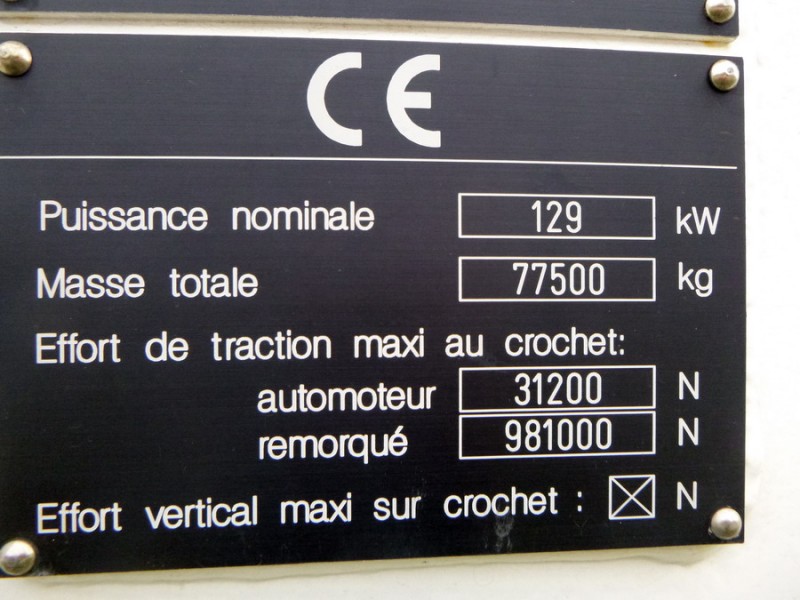 CE
Puissance nominale 129 kW
Masse totale 77500 kg
Effort de traction maxi au crochet:
automoteur 31200 N
remorqué 981000 N
Effort vertical maxi sur crochet : N